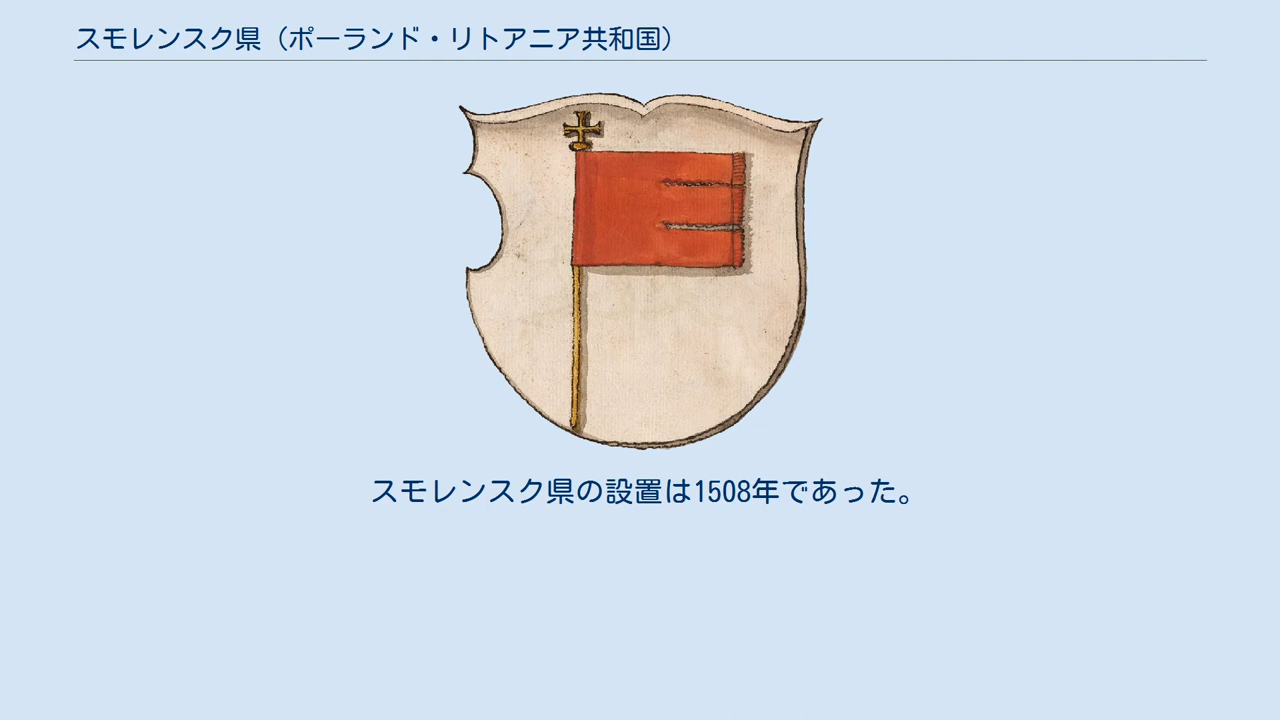 スモレンスク県（ポーランド・リトアニア共和国）
スモレンスク県の設置は1508年であった。